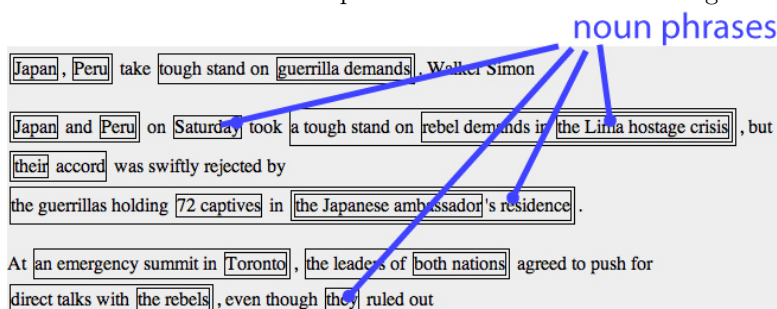 noun phrases
Japan, Peru take tough stand on guerrilla demands, Walker Simon
Japan and Peru on Saturday took a tough stand on rebel demands in the Lima hostage crisis, but
their accord was swiftly rejected by
the guerrillas holding 72 captives in the Japanese ambassador's residence.
At an emergency summit in Toronto, the leaders of both nations agreed to push for
direct talks with the rebels, even though they ruled out